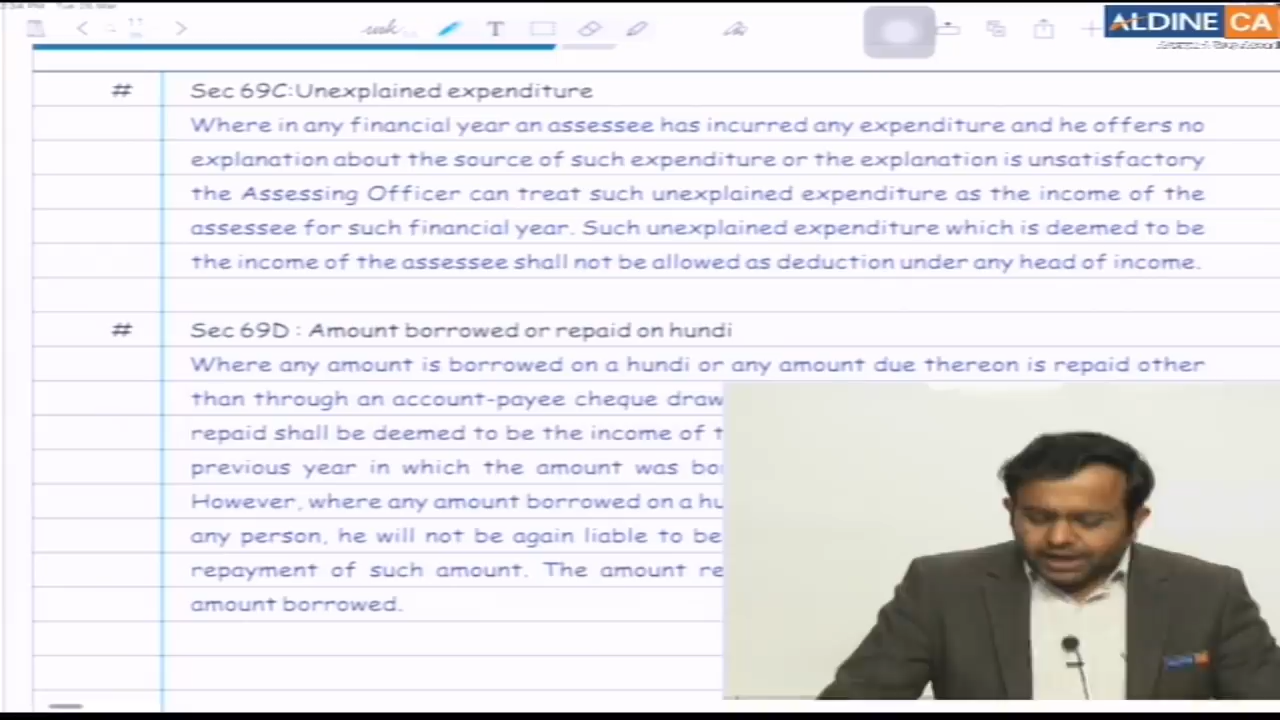 ALDINE CA
# Sec 69C:Unexplained expenditure
Where in any financial year an assessee has incurred any expenditure and he offers no
explanation about the source of such expenditure or the explanation is unsatisfactory
the Assessing Officer can treat such unexplained expenditure as the income of the
assessee for such financial year. Such unexplained expenditure which is deemed to be
the income of the assessee shall not be allowed as deduction under any head of income.
# Sec 69D : Amount borrowed or repaid on hundi
Where any amount is borrowed on a hundi or any amount due thereon is repaid other
than through an account-payee cheque
repaid shall be deemed to be the income of
previous year in which the amount was
However, where any amount borrowed on a
any person, he will not be again liable to be
repayment of such amount. The amount
amount borrowed.